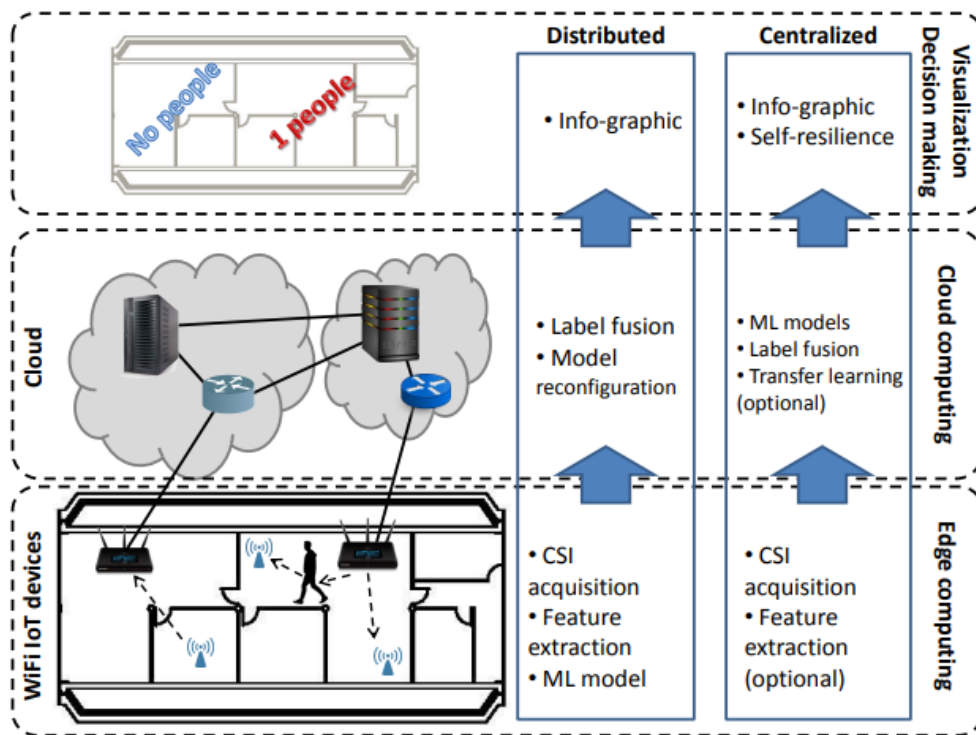 Distributed
Centralized
Visualization
Decision making
No people
1 people
• Info-graphic
• Info-graphic
• Self-resilience
Cloud
• Label fusion
• Model
reconfiguration
• ML models
• Label fusion
• Transfer learning
(optional)
Cloud computing
WiFi IoT devices
• CSI
acquisition
• Feature
extraction
• ML model
• CSI
acquisition
• Feature
extraction
(optional)
Edge computing